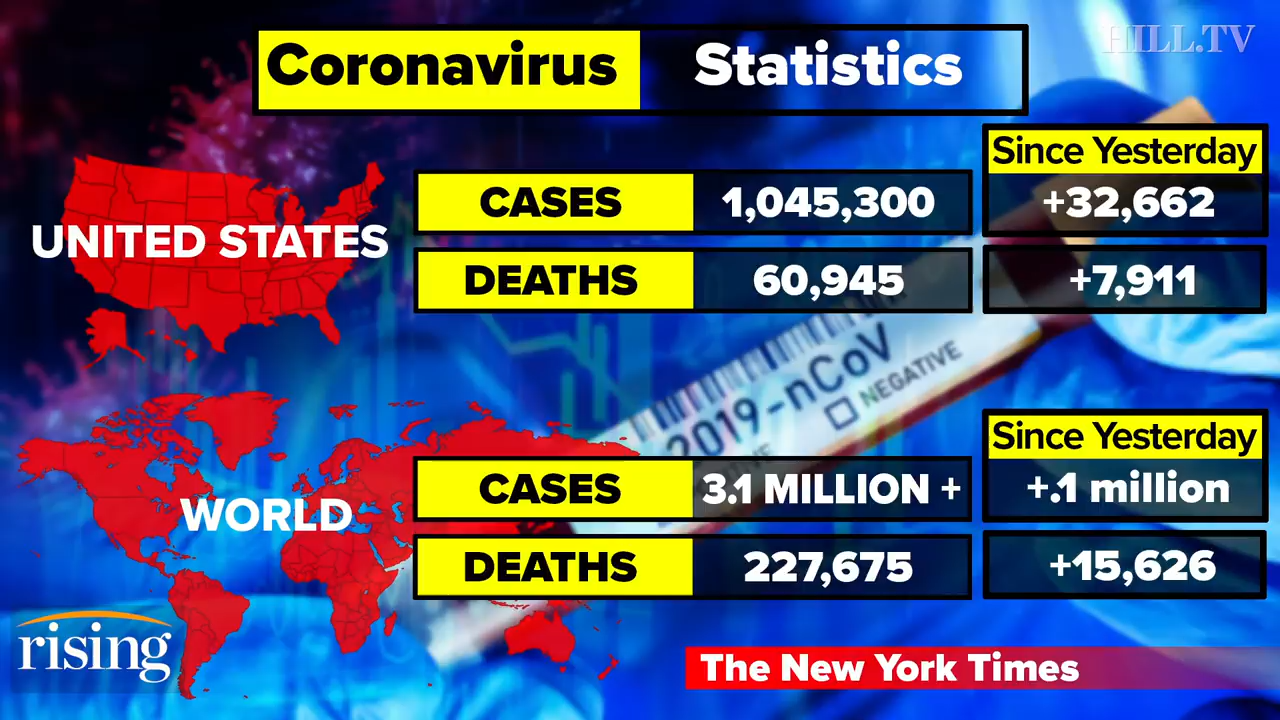 HILL.TV
Coronavirus Statistics
Since Yesterday
UNITED STATES
CASES 1,045,300 +32,662
DEATHS 60,945 +7,911
2019-nCoV
NEGATIVE
Since Yesterday
WORLD
CASES 3.1 MILLION + +.1 million
DEATHS 227,675 +15,626
rising
The New York Times